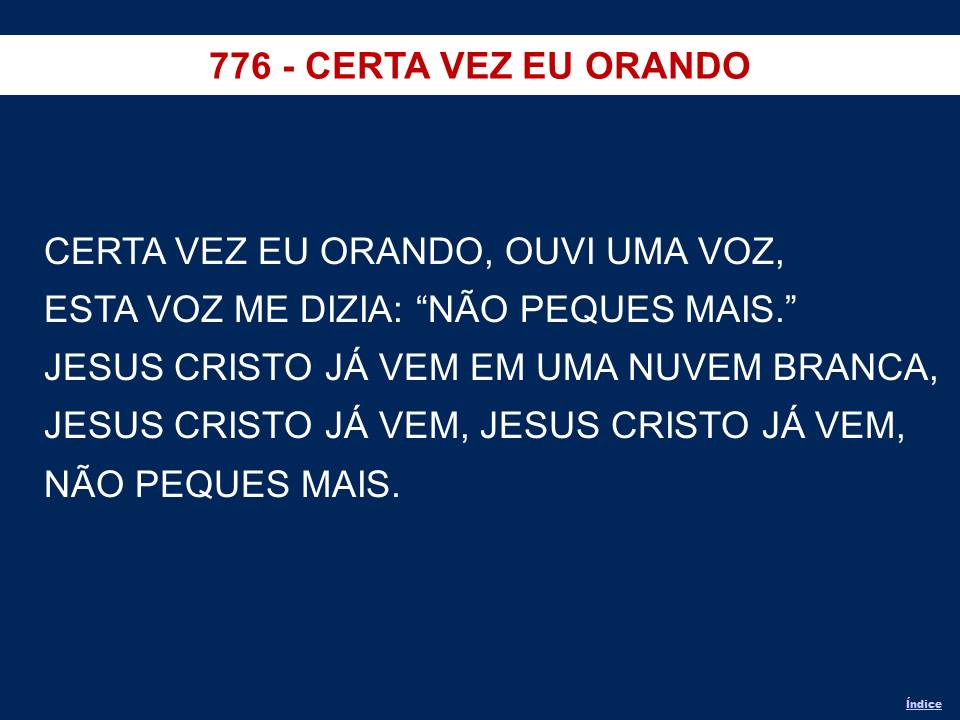 776 - CERTA VEZ EU ORANDO
CERTA VEZ EU ORANDO, OUVI UMA VOZ,
ESTA VOZ ME DIZIA: “NÃO PEQUES MAIS.”
JESUS CRISTO JÁ VEM EM UMA NUVEM BRANCA,
JESUS CRISTO JÁ VEM, JESUS CRISTO JÁ VEM,
NÃO PEQUES MAIS.
Índice